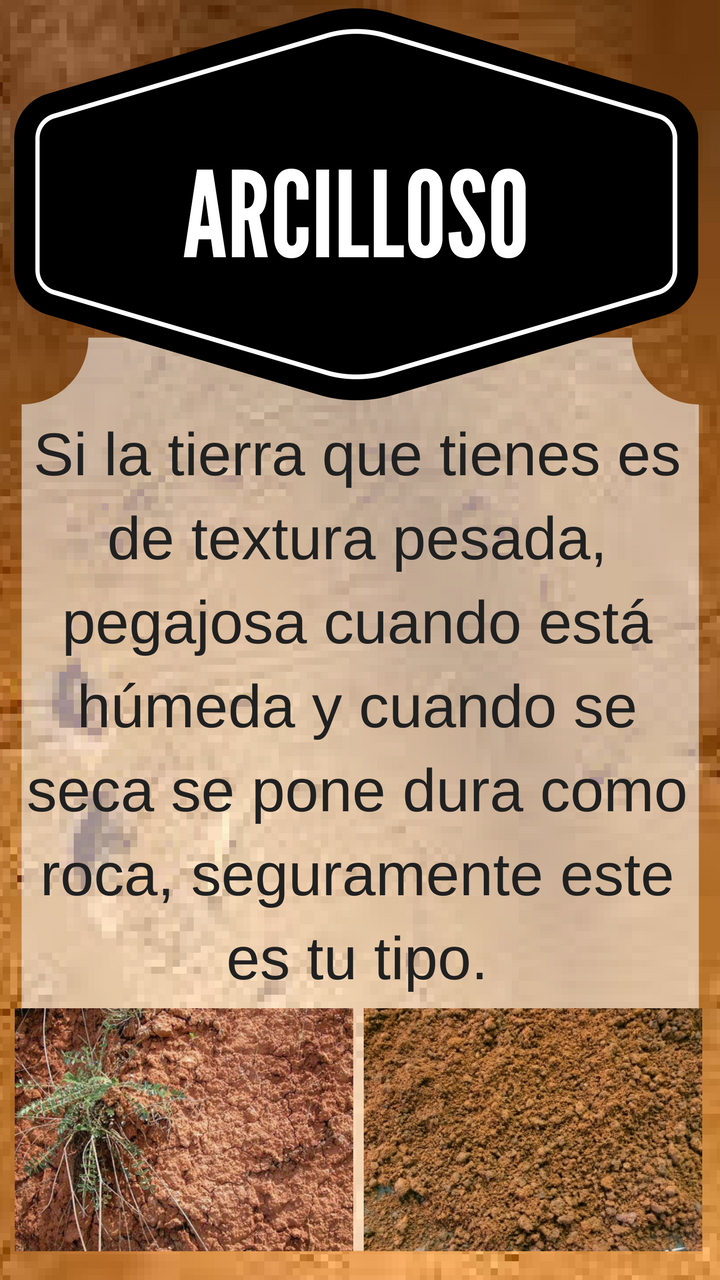 ARCILLOSO
Si la tierra que tienes es
de textura pesada,
pegajosa cuando está
húmeda y cuando se
seca se pone dura como
roca, seguramente este
es tu tipo.